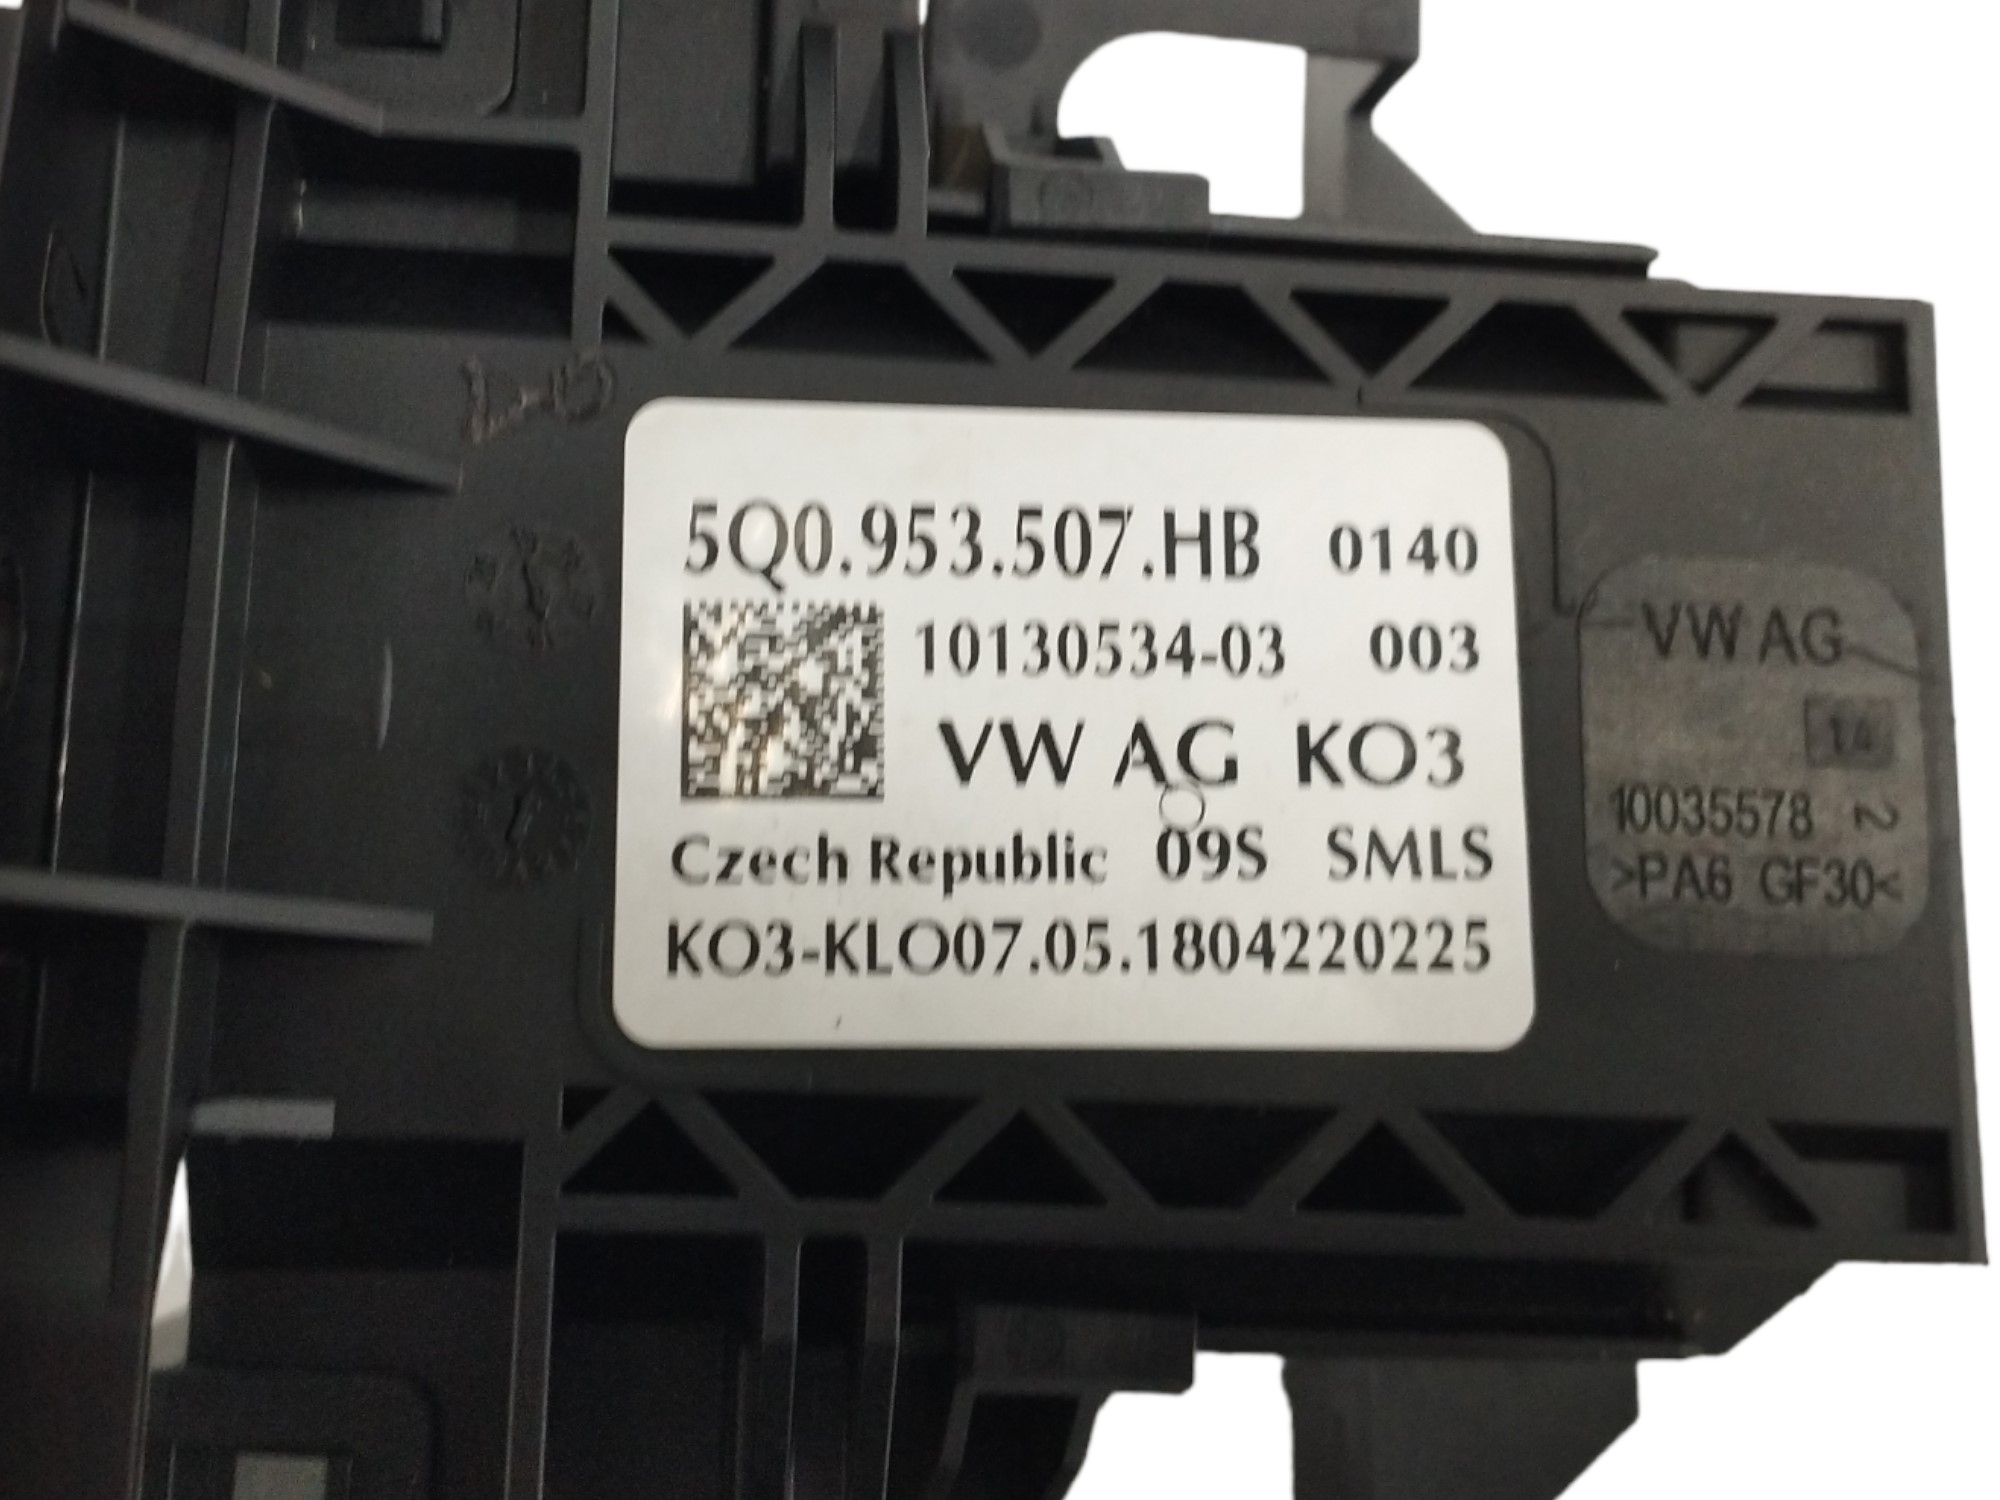 5Q0.953.507.HB 0140
10130534-03 003
VW AG KO3
Czech Republic 09S SMLS
KO3-KLO07.05.1804220225
VW AG
14
10035578 2
>PA6 GF30<